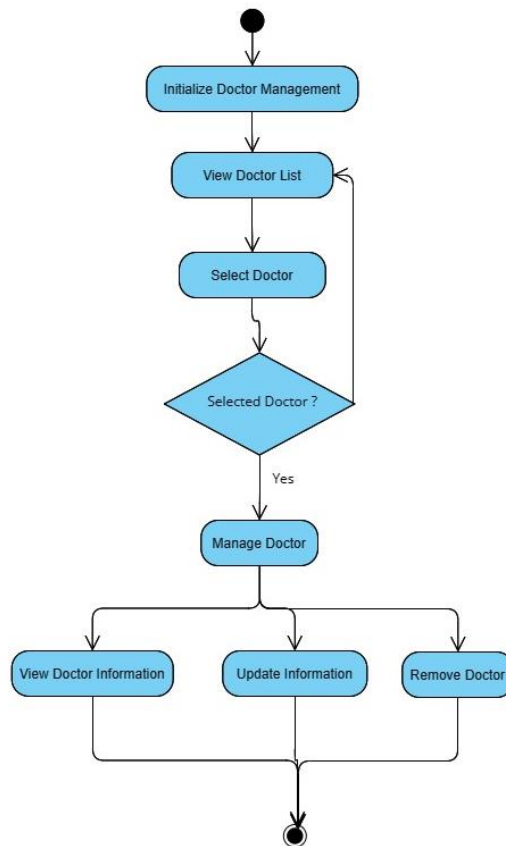 Initialize Doctor Management
View Doctor List
Select Doctor
Selected Doctor ?
Yes
Manage Doctor
View Doctor Information
Update Information
Remove Doctor